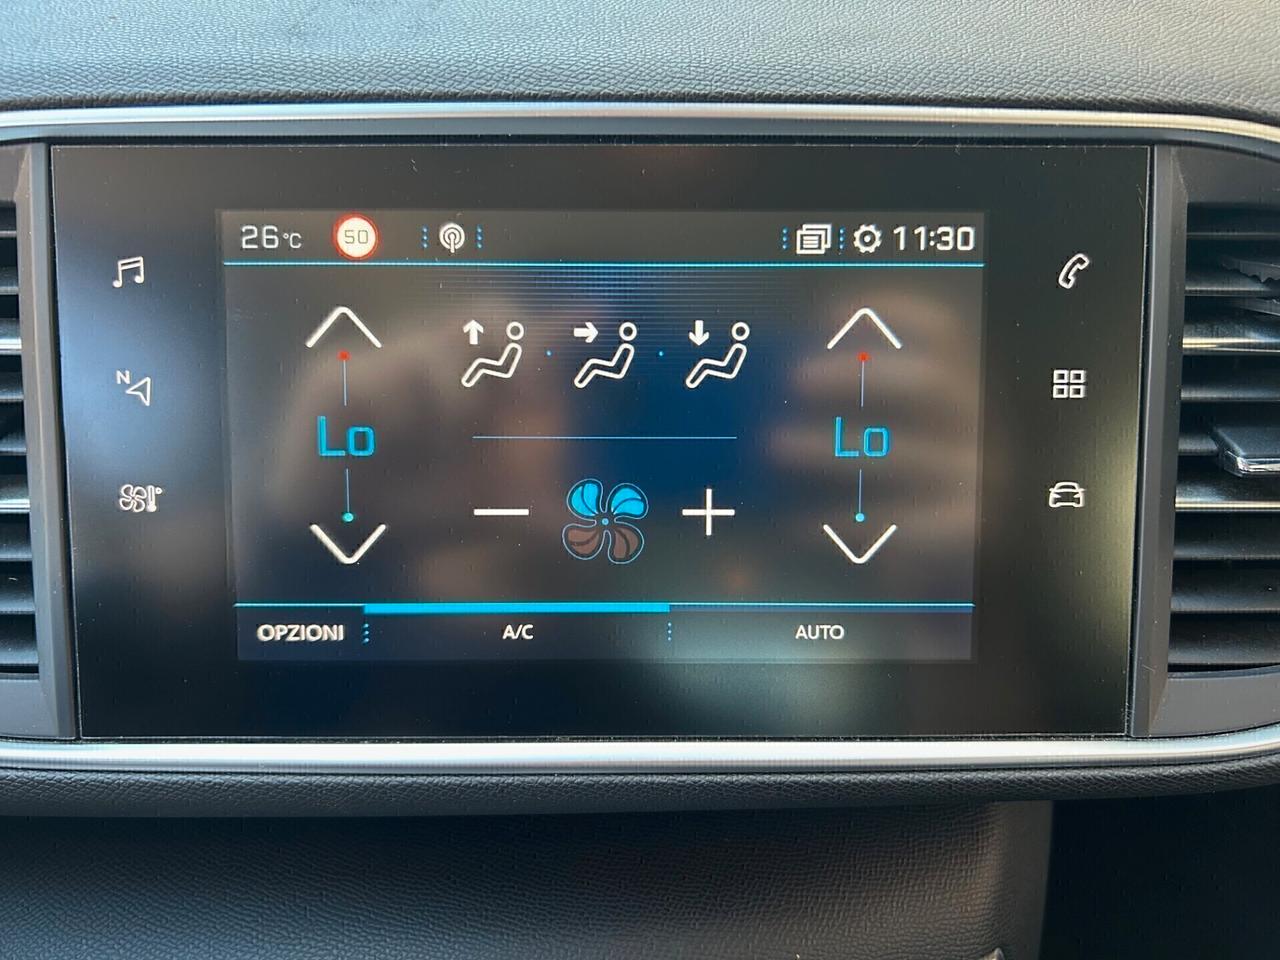 26°C 50 11:30
N
Lo Lo
OPZIONI A/C AUTO